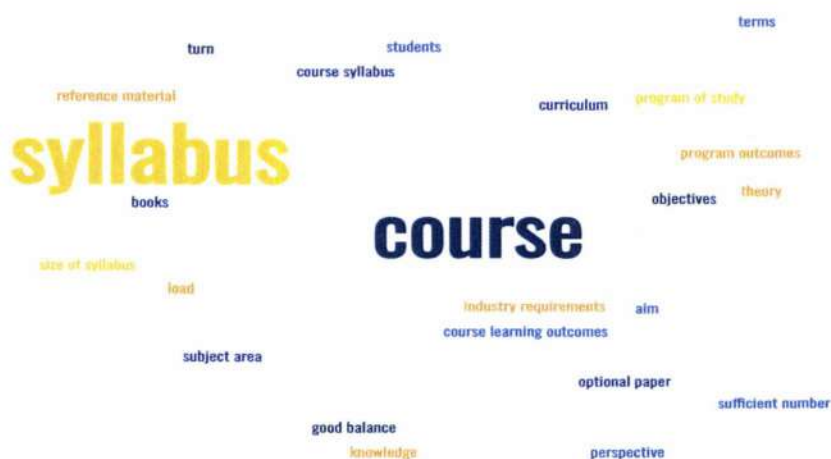 terms
turn
students
course syllabus
reference material
curriculum
program of study
syllabus
program outcomes
books
objectives
theory
course
size of syllabus
load
industry requirements
aim
course learning outcomes
subject area
optional paper
sufficient number
good balance
knowledge
perspective